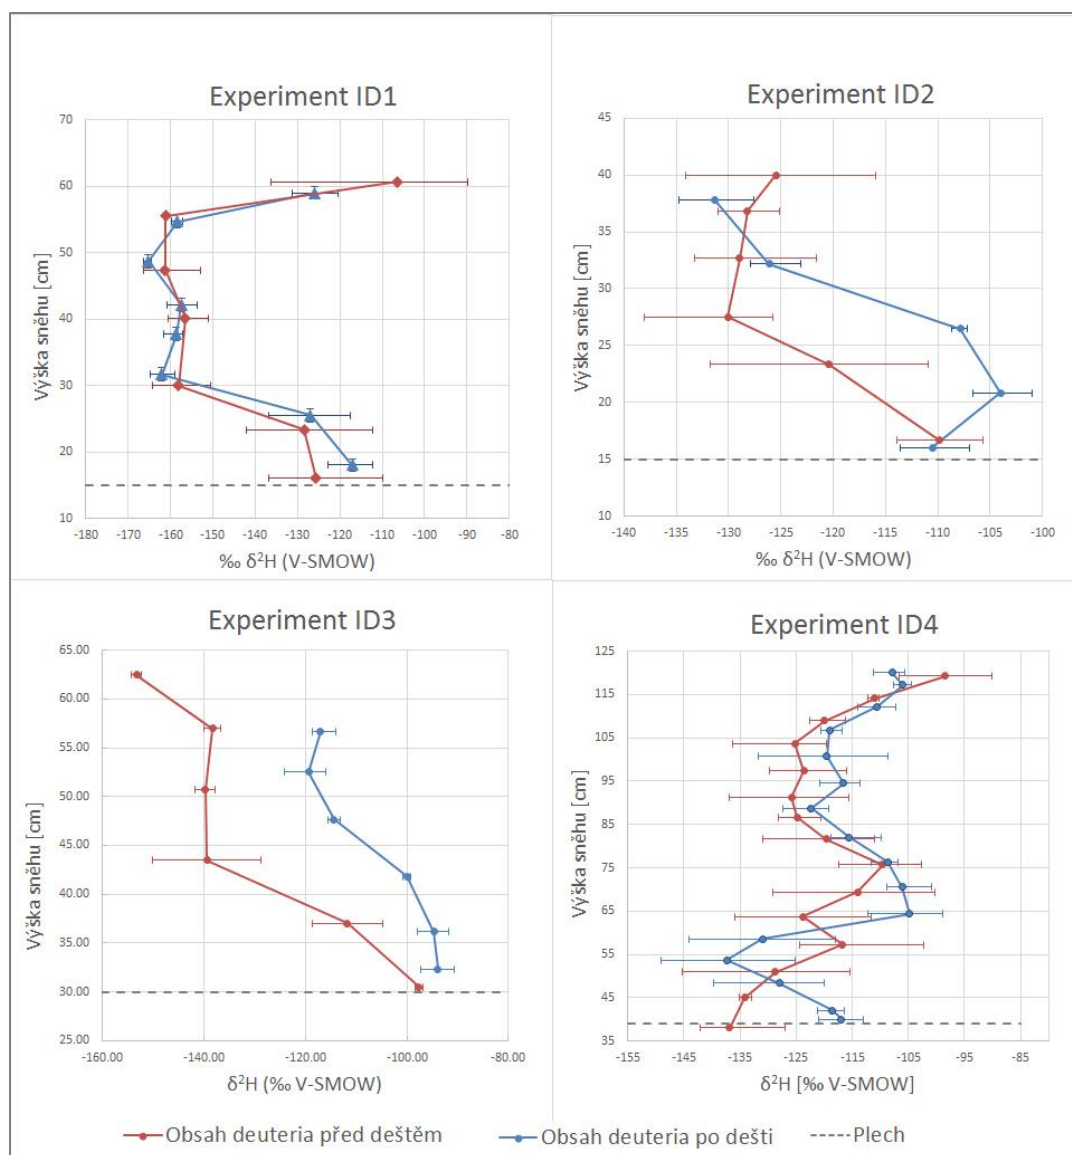 Experiment ID1
70
60
50
40
30
20
10
Výška sněhu [cm]
-180 -170 -160 -150 -140 -130 -120 -110 -100 -90 -80
‰ δ²H (V-SMOW)
Experiment ID2
45
40
35
30
25
20
15
10
Výška sněhu [cm]
-140 -135 -130 -125 -120 -115 -110 -105 -100
‰ δ²H (V-SMOW)
Experiment ID3
65.00
60.00
55.00
50.00
45.00
40.00
35.00
30.00
25.00
Výška sněhu [cm]
-160.00 -140.00 -120.00 -100.00 -80.00
δ²H (‰ V-SMOW)
Experiment ID4
125
115
105
95
85
75
65
55
45
35
Výška sněhu [cm]
-155 -145 -135 -125 -115 -105 -95 -85
δ²H [‰ V-SMOW]
Obsah deuteria před deštěm Obsah deuteria po dešti Plech